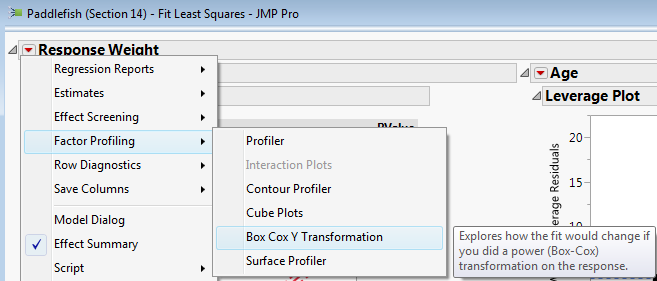 Paddlefish (Section 14) - Fit Least Squares - JMP Pro
Response Weight
Age
Leverage Plot
Regression Reports
Estimates
Effect Screening
Factor Profiling
Row Diagnostics
Save Columns
Model Dialog
Effect Summary
Script
PValue
Profiler
Interaction Plots
Contour Profiler
Cube Plots
Box Cox Y Transformation
Surface Profiler
20
15
10
Residuals
Explores how the fit would change if
you did a power (Box-Cox)
transformation on the response.